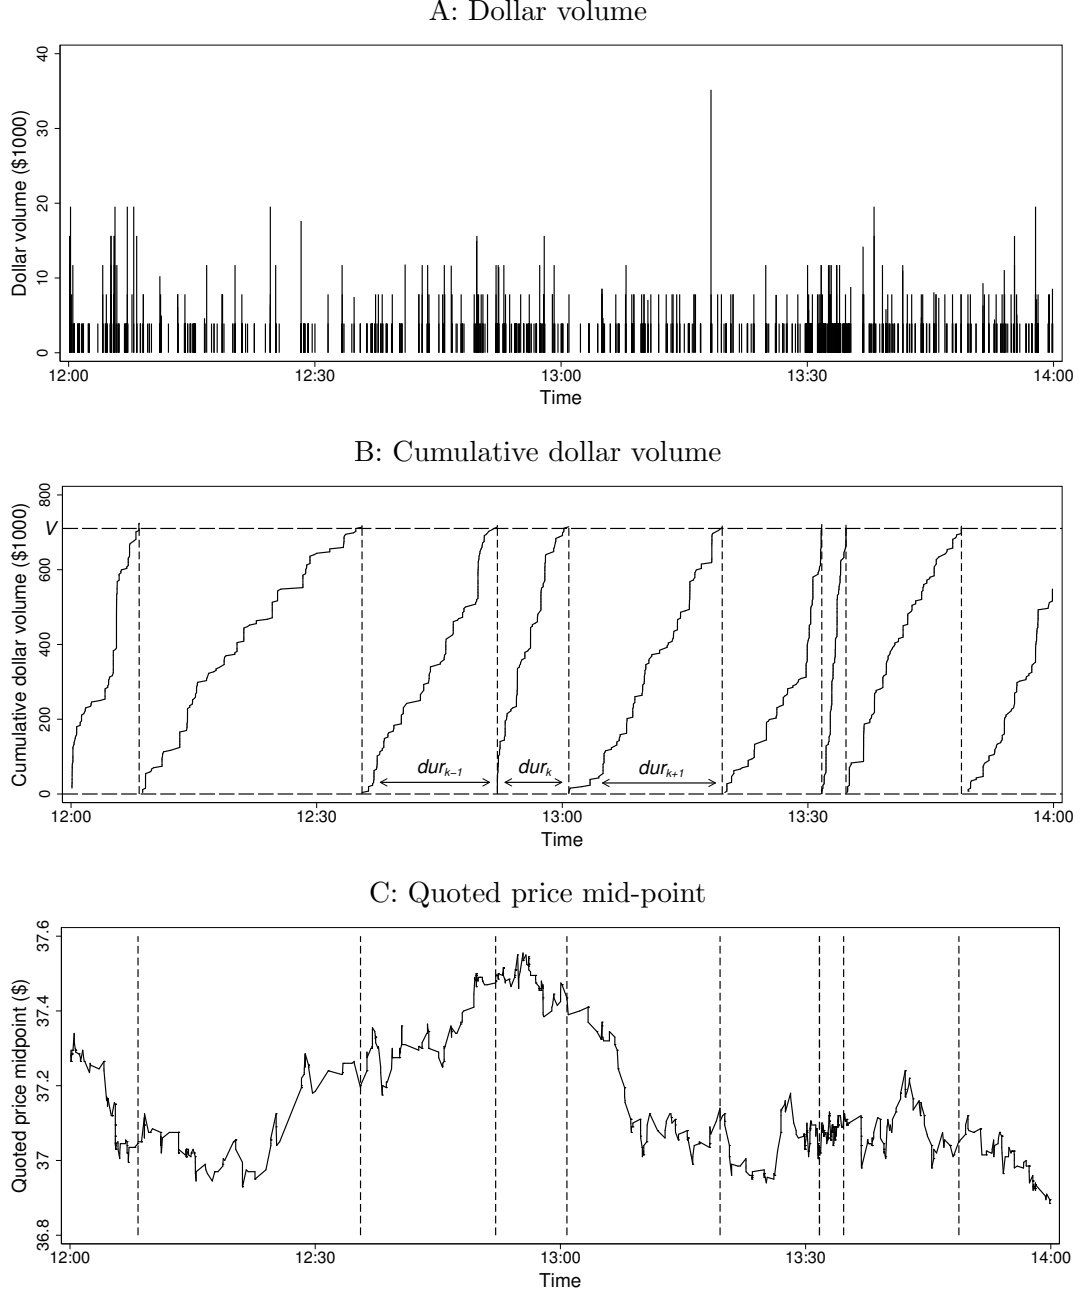 A: Dollar volume
Dollar volume ($1000)
40
30
20
10
0
12:00 12:30 13:00 13:30 14:00
Time
B: Cumulative dollar volume
Cumulative dollar volume ($1000)
800
V
600
400
200
0
durk−1 durk durk+1
12:00 12:30 13:00 13:30 14:00
Time
C: Quoted price mid-point
Quoted price midpoint ($)
37.6
37.4
37.2
37
36.8
12:00 12:30 13:00 13:30 14:00
Time